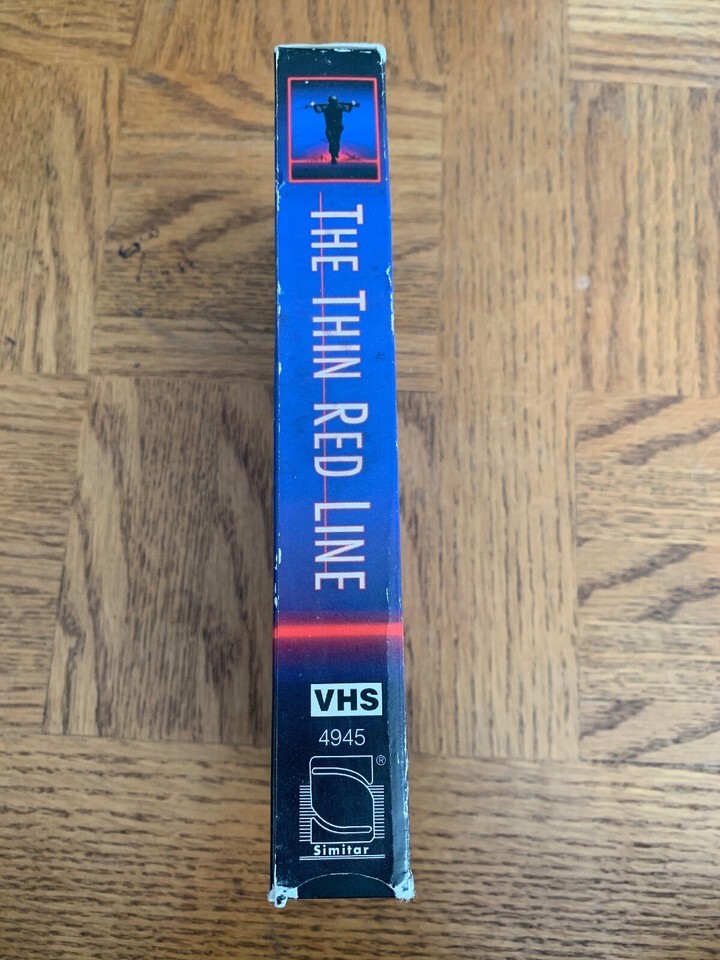 THE THIN RED LINE
VHS
4945
®
Simitar